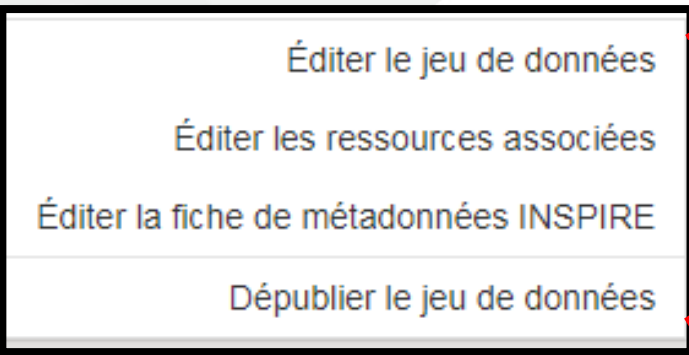 Éditer le jeu de données
Éditer les ressources associées
Éditer la fiche de métadonnées INSPIRE
Dépublier le jeu de données